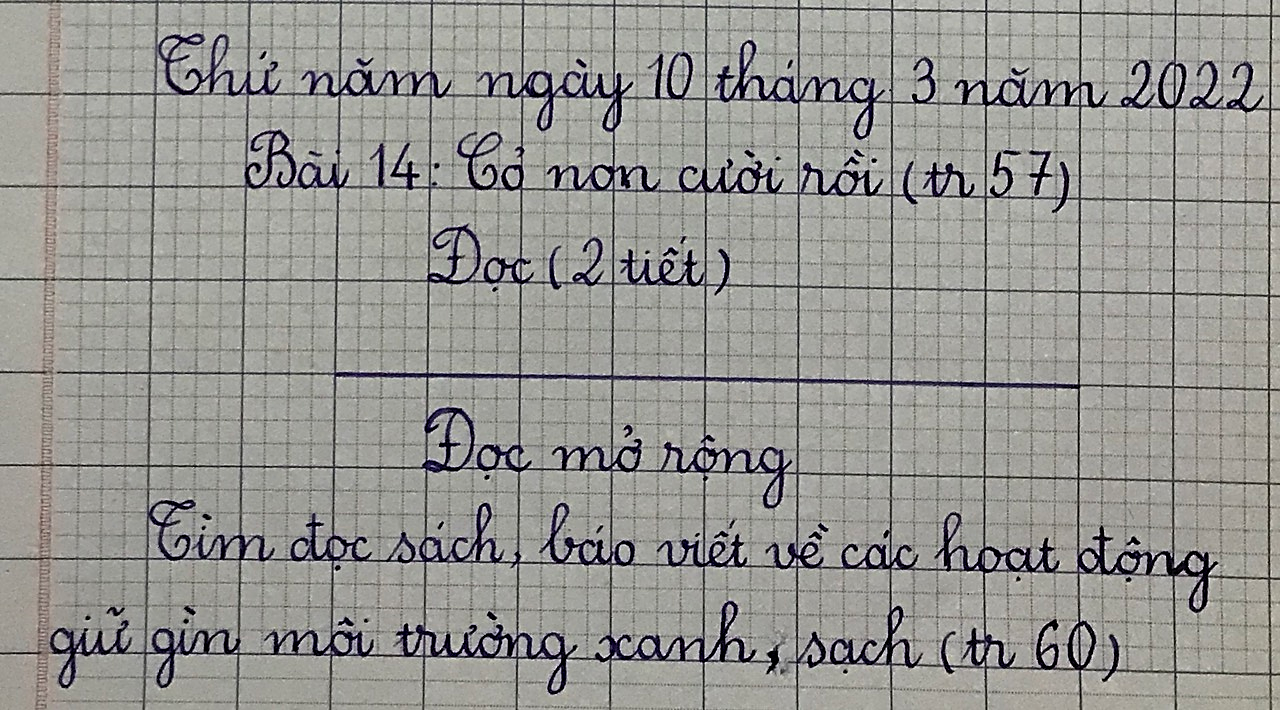 Thứ năm ngày 10 tháng 3 năm 2022
Bài 14: Cỏ non cười rồi (tr 57)
Đọc (2 tiết)
Đọc mở rộng
Tìm đọc sách, báo viết về các hoạt động
giữ gìn môi trường xanh, sạch (tr 60)